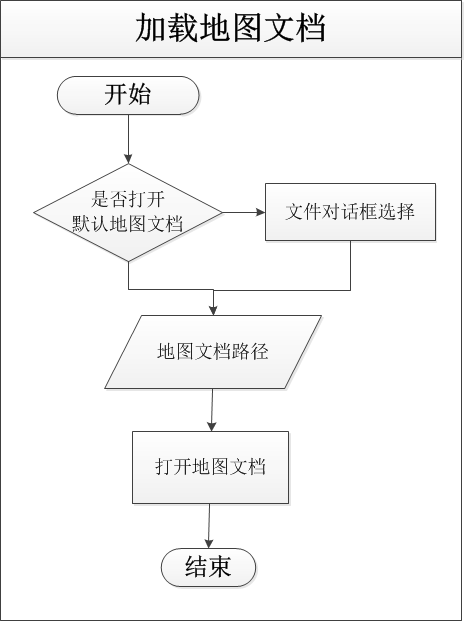 加载地图文档
开始
是否打开
默认地图文档
文件对话框选择
地图文档路径
打开地图文档
结束